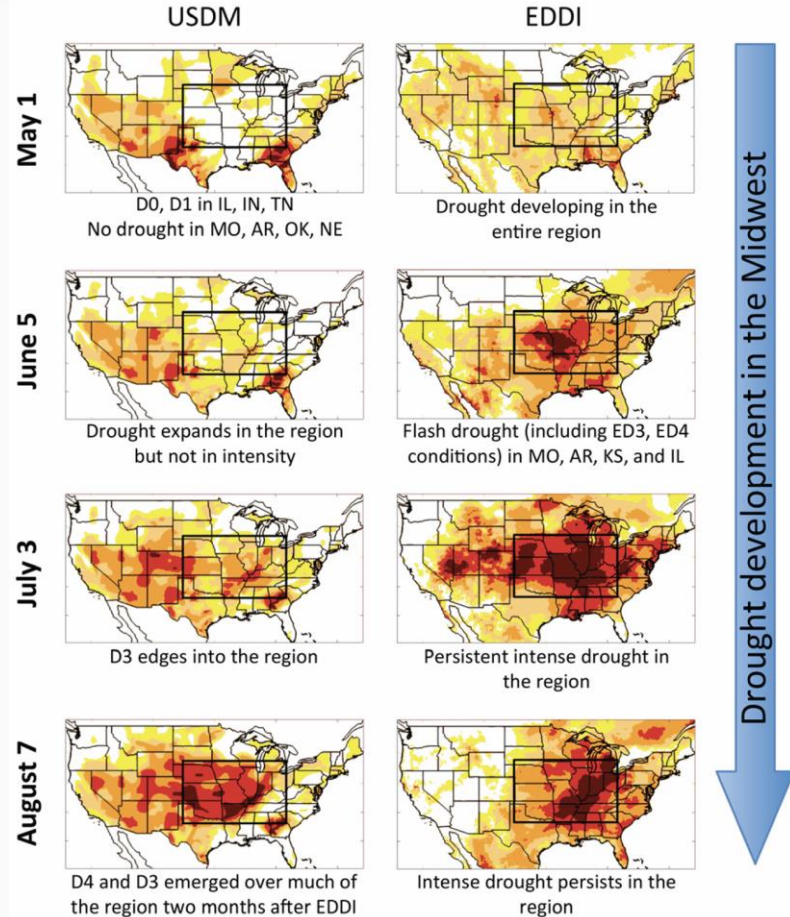 USDM
EDDI
May 1
D0, D1 in IL, IN, TN
No drought in MO, AR, OK, NE
Drought developing in the
entire region
June 5
Drought expands in the region
but not in intensity
Flash drought (including ED3, ED4
conditions) in MO, AR, KS, and IL
July 3
D3 edges into the region
Persistent intense drought in
the region
August 7
D4 and D3 emerged over much of
the region two months after EDDI
Intense drought persists in the
region
Drought development in the Midwest